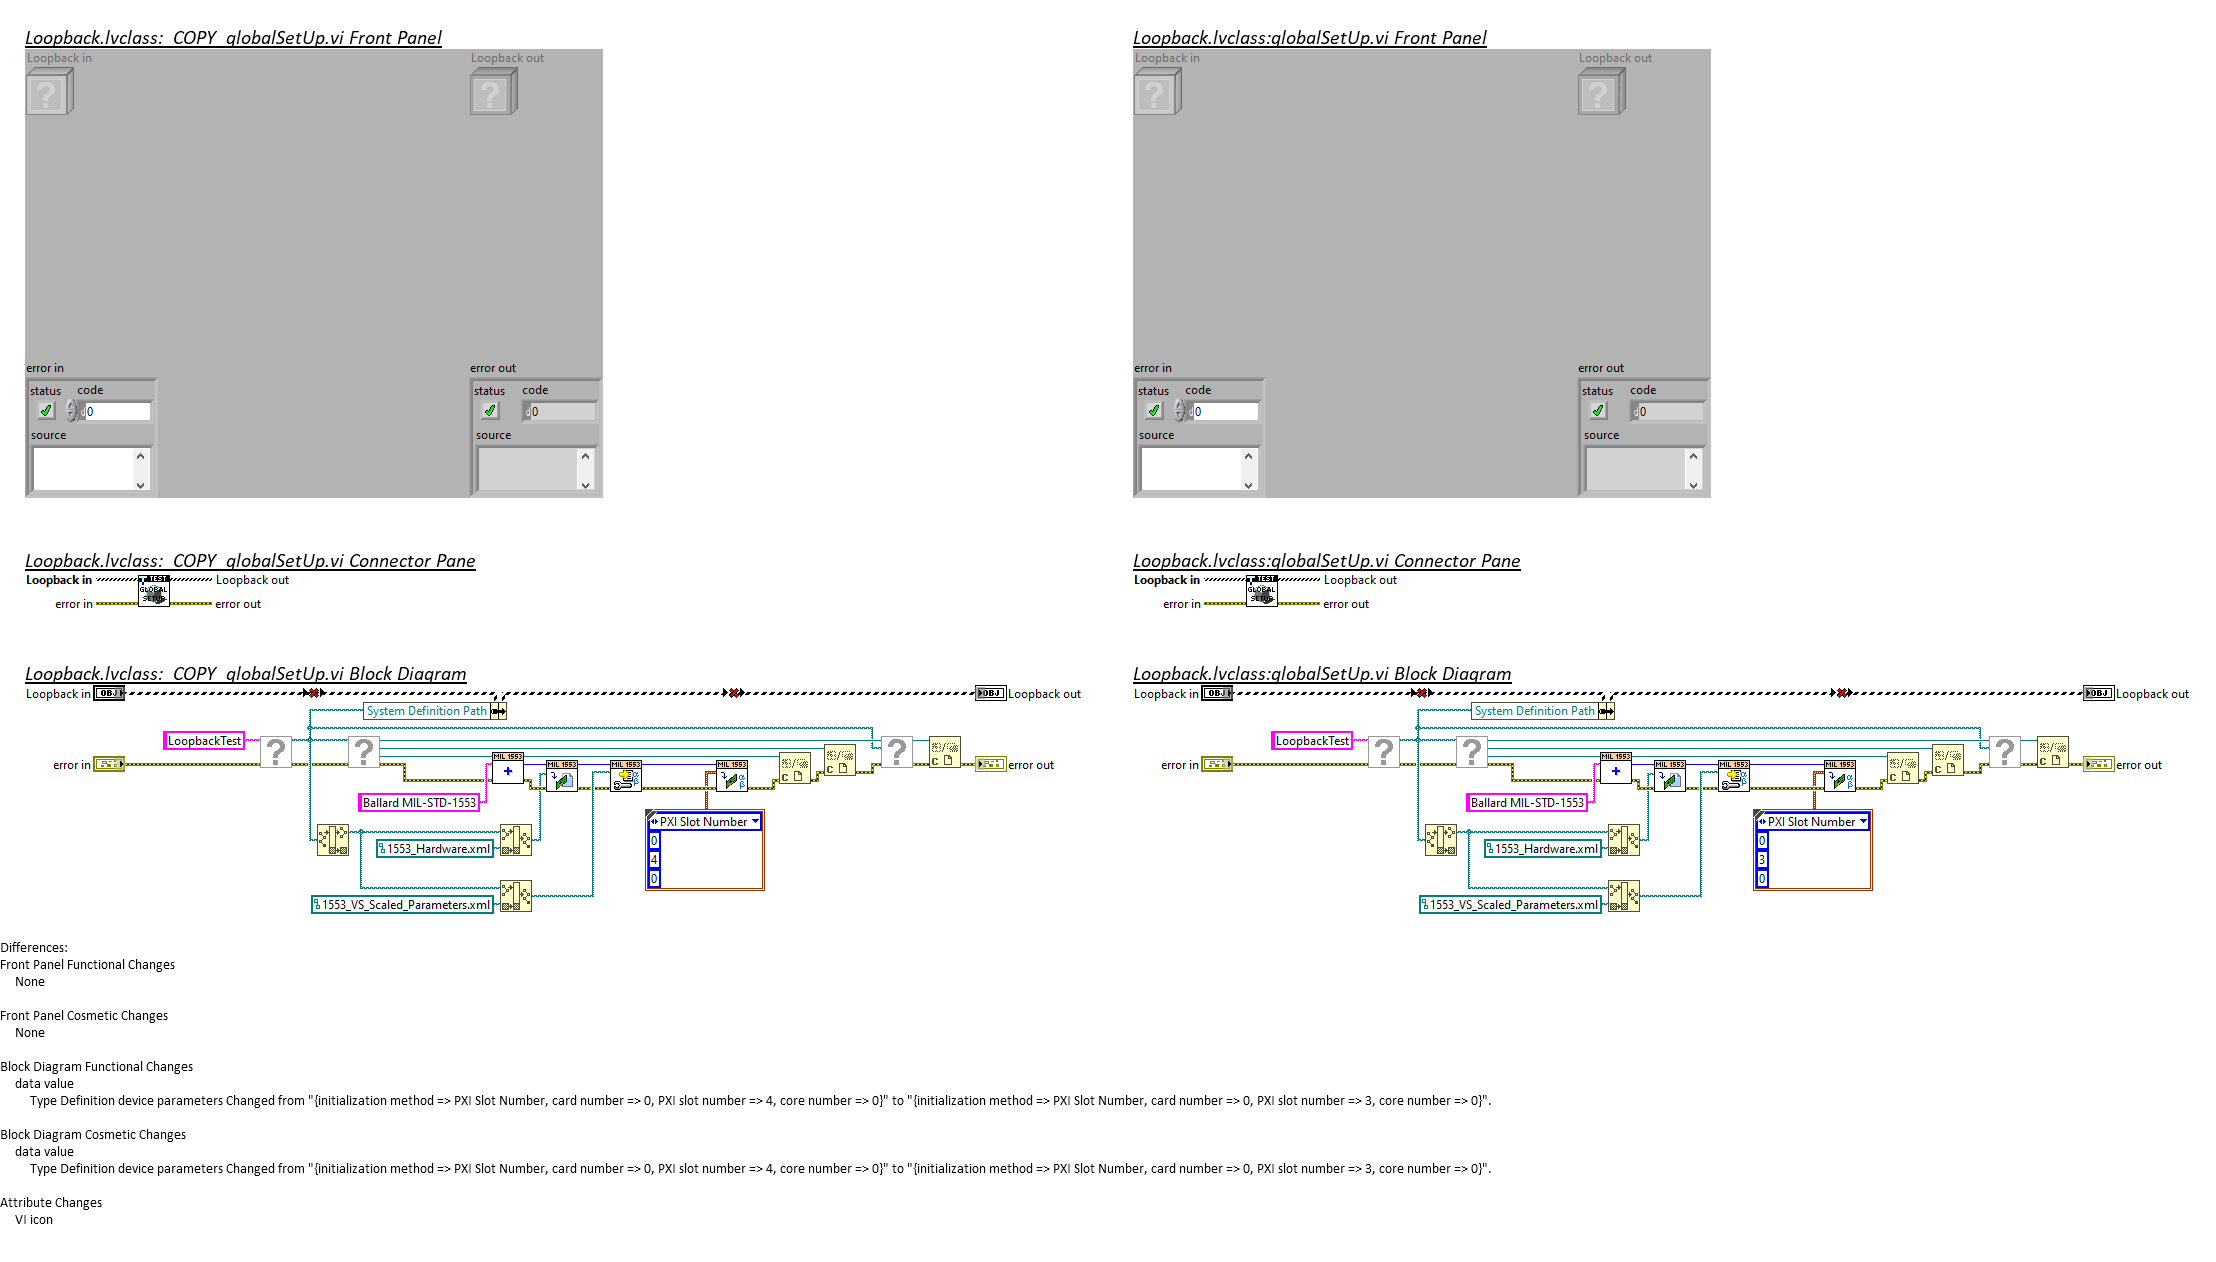 Loopback.lvclass:  COPY  globalSetUp.vi Front Panel
Loopback in
Loopback out
?
?
error in
error out
status code
status code
0
0
source
source
Loopback.lvclass:globalSetUp.vi Front Panel
Loopback in
Loopback out
?
?
error in
error out
status code
status code
0
0
source
source
Loopback.lvclass:  COPY  globalSetUp.vi Connector Pane
Loopback in
TEST
GLOBAL
SETUP
Loopback out
error in
error out
Loopback.lvclass:globalSetUp.vi Connector Pane
Loopback in
TEST
GLOBAL
SETUP
Loopback out
error in
error out
Loopback.lvclass:  COPY  globalSetUp.vi Block Diagram
Loopback in OBJ
OBJ Loopback out
System Definition Path
LoopbackTest
?
?
?
error in
error out
MIL 1553
MIL 1553
MIL 1553
MIL 1553
Ballard MIL-STD-1553
PXI Slot Number
0
4
0
1553_Hardware.xml
1553_VS_Scaled_Parameters.xml
Loopback.lvclass:globalSetUp.vi Block Diagram
Loopback in OBJ
OBJ Loopback out
System Definition Path
LoopbackTest
?
?
?
error in
error out
MIL 1553
MIL 1553
MIL 1553
MIL 1553
Ballard MIL-STD-1553
PXI Slot Number
0
3
0
1553_Hardware.xml
1553_VS_Scaled_Parameters.xml
Differences:
Front Panel Functional Changes
None
Front Panel Cosmetic Changes
None
Block Diagram Functional Changes
data value
Type Definition device parameters Changed from "{initialization method => PXI Slot Number, card number => 0, PXI slot number => 4, core number => 0}" to "{initialization method => PXI Slot Number, card number => 0, PXI slot number => 3, core number => 0}".
Block Diagram Cosmetic Changes
data value
Type Definition device parameters Changed from "{initialization method => PXI Slot Number, card number => 0, PXI slot number => 4, core number => 0}" to "{initialization method => PXI Slot Number, card number => 0, PXI slot number => 3, core number => 0}".
Attribute Changes
VI icon